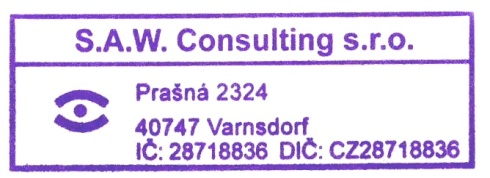 S.A.W. Consulting s.r.o.
Prašná 2324
40747 Varnsdorf
IČ: 28718836 DIČ: CZ28718836